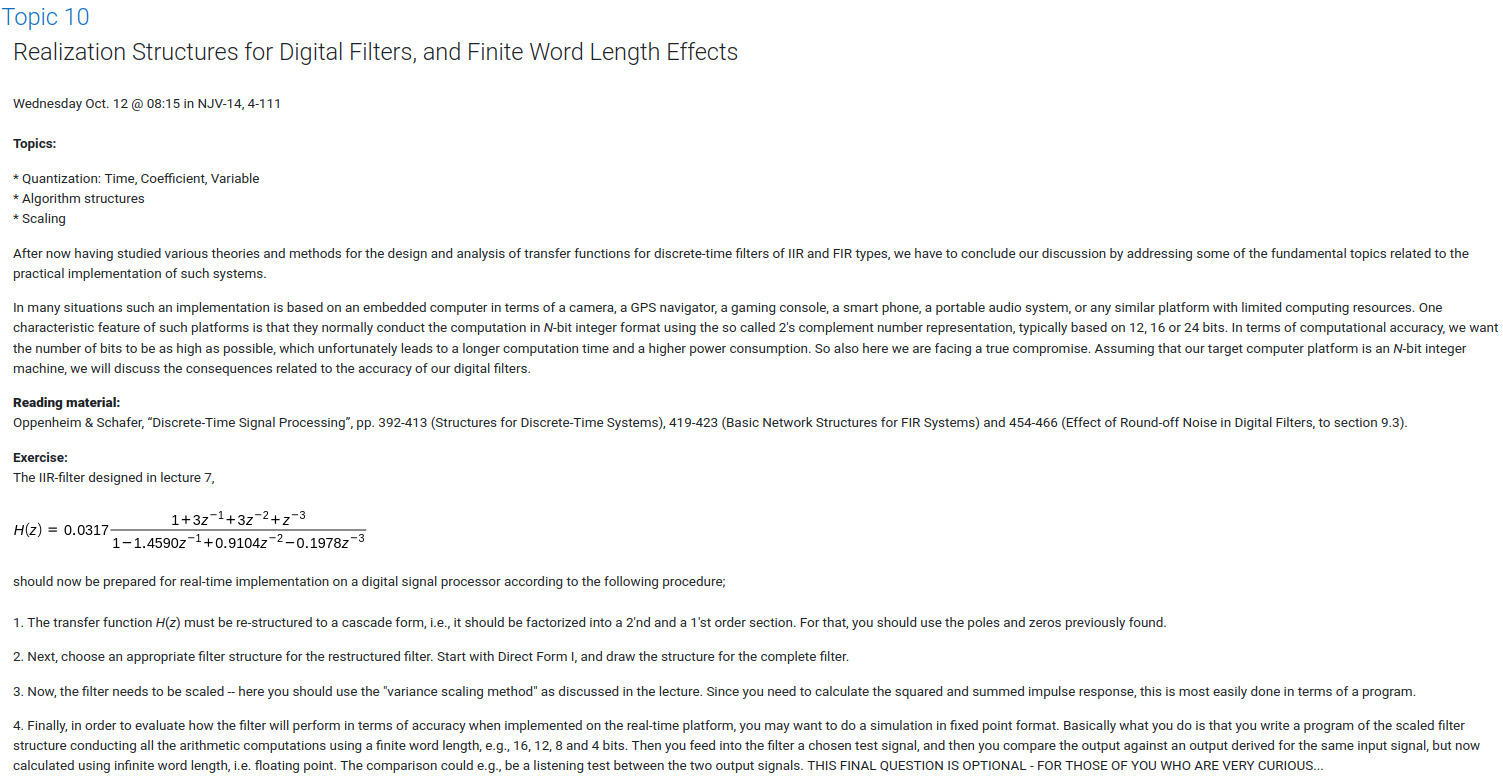 Topic 10
Realization Structures for Digital Filters, and Finite Word Length Effects
Wednesday Oct. 12 @ 08:15 in NJV-14, 4-111
Topics:
* Quantization: Time, Coefficient, Variable
* Algorithm structures
* Scaling
After now having studied various theories and methods for the design and analysis of transfer functions for discrete-time filters of IIR and FIR types, we have to conclude our discussion by addressing some of the fundamental topics related to the
practical implementation of such systems.
In many situations such an implementation is based on an embedded computer in terms of a camera, a GPS navigator, a gaming console, a smart phone, a portable audio system, or any similar platform with limited computing resources. One
characteristic feature of such platforms is that they normally conduct the computation in N-bit integer format using the so called 2's complement number representation, typically based on 12, 16 or 24 bits. In terms of computational accuracy, we want
the number of bits to be as high as possible, which unfortunately leads to a longer computation time and a higher power consumption. So also here we are facing a true compromise. Assuming that our target computer platform is an N-bit integer
machine, we will discuss the consequences related to the accuracy of our digital filters.
Reading material:
Oppenheim & Schafer, “Discrete-Time Signal Processing”, pp. 392-413 (Structures for Discrete-Time Systems), 419-423 (Basic Network Structures for FIR Systems) and 454-466 (Effect of Round-off Noise in Digital Filters, to section 9.3).
Exercise:
The IIR-filter designed in lecture 7,
H(z) = 0.0317 (1+3z⁻¹+3z⁻²+z⁻³)/(1−1.4590z⁻¹+0.9104z⁻²−0.1978z⁻³)
should now be prepared for real-time implementation on a digital signal processor according to the following procedure;
1. The transfer function H(z) must be re-structured to a cascade form, i.e., it should be factorized into a 2'nd and a 1'st order section. For that, you should use the poles and zeros previously found.
2. Next, choose an appropriate filter structure for the restructured filter. Start with Direct Form I, and draw the structure for the complete filter.
3. Now, the filter needs to be scaled -- here you should use the "variance scaling method" as discussed in the lecture. Since you need to calculate the squared and summed impulse response, this is most easily done in terms of a program.
4. Finally, in order to evaluate how the filter will perform in terms of accuracy when implemented on the real-time platform, you may want to do a simulation in fixed point format. Basically what you do is that you write a program of the scaled filter
structure conducting all the arithmetic computations using a finite word length, e.g., 16, 12, 8 and 4 bits. Then you feed into the filter a chosen test signal, and then you compare the output against an output derived for the same input signal, but now
calculated using infinite word length, i.e. floating point. The comparison could e.g., be a listening test between the two output signals. THIS FINAL QUESTION IS OPTIONAL - FOR THOSE OF YOU WHO ARE VERY CURIOUS...